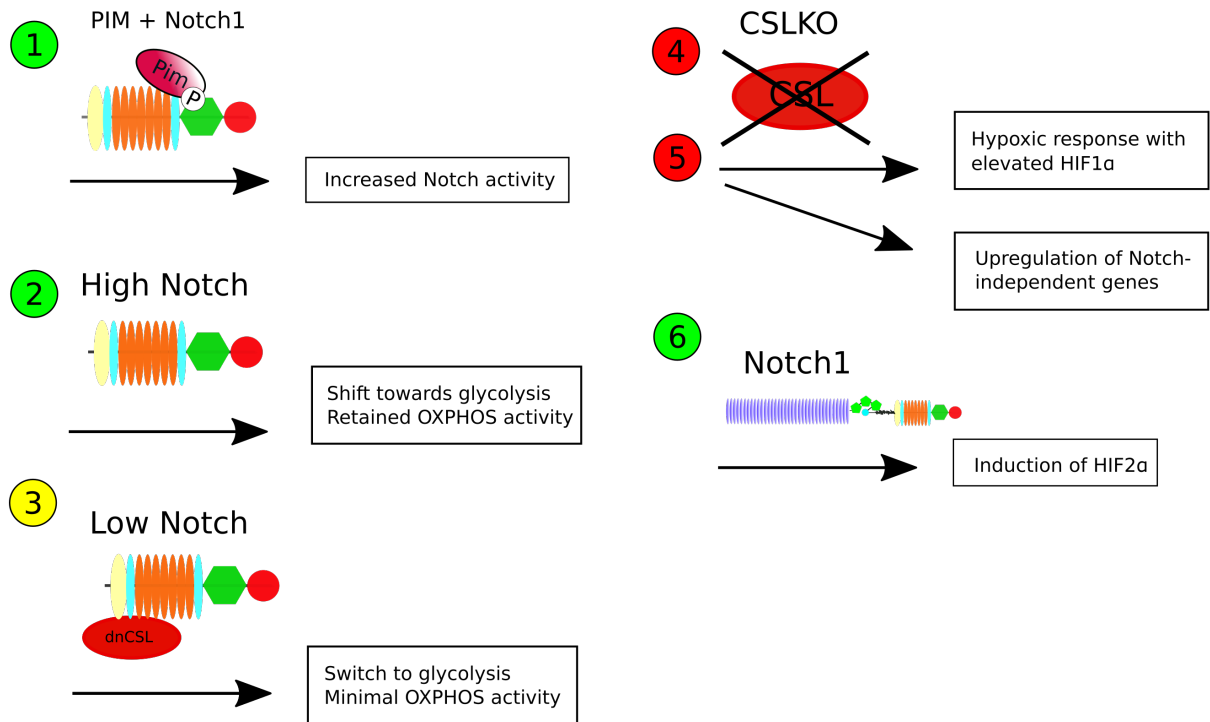 1
PIM + Notch1
Pim
P
Increased Notch activity
2
High Notch
Shift towards glycolysis
Retained OXPHOS activity
3
Low Notch
dnCSL
Switch to glycolysis
Minimal OXPHOS activity
4
CSLKO
CSL
5
Hypoxic response with
elevated HIF1α
Upregulation of Notch-
independent genes
6
Notch1
Induction of HIF2α